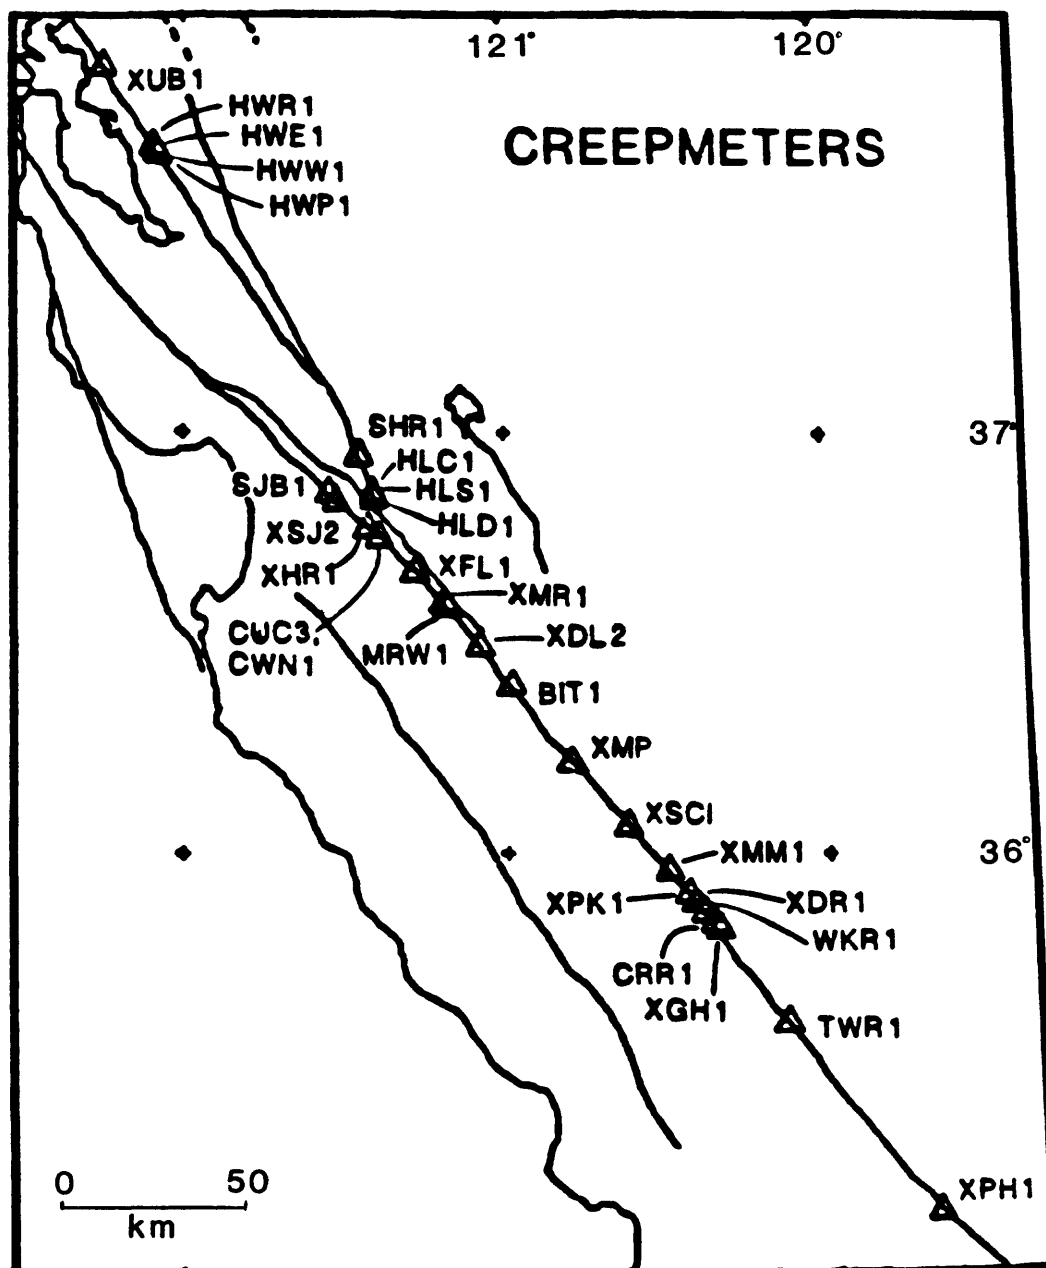 121°
120°
XUB1
HWR1
HWE1
CREEPMETERS
HWW1
HWP1
SHR1
37°
HLC1
SJB1
HLS1
XSJ2
HLD1
XHR1
XFL1
XMR1
CWC3,
CWN1
MRW1
XDL2
BIT1
XMP
XSCI
XMM1
36°
XPK1
XDR1
WKR1
CRR1
XGH1
TWR1
XPH1
0 50
km